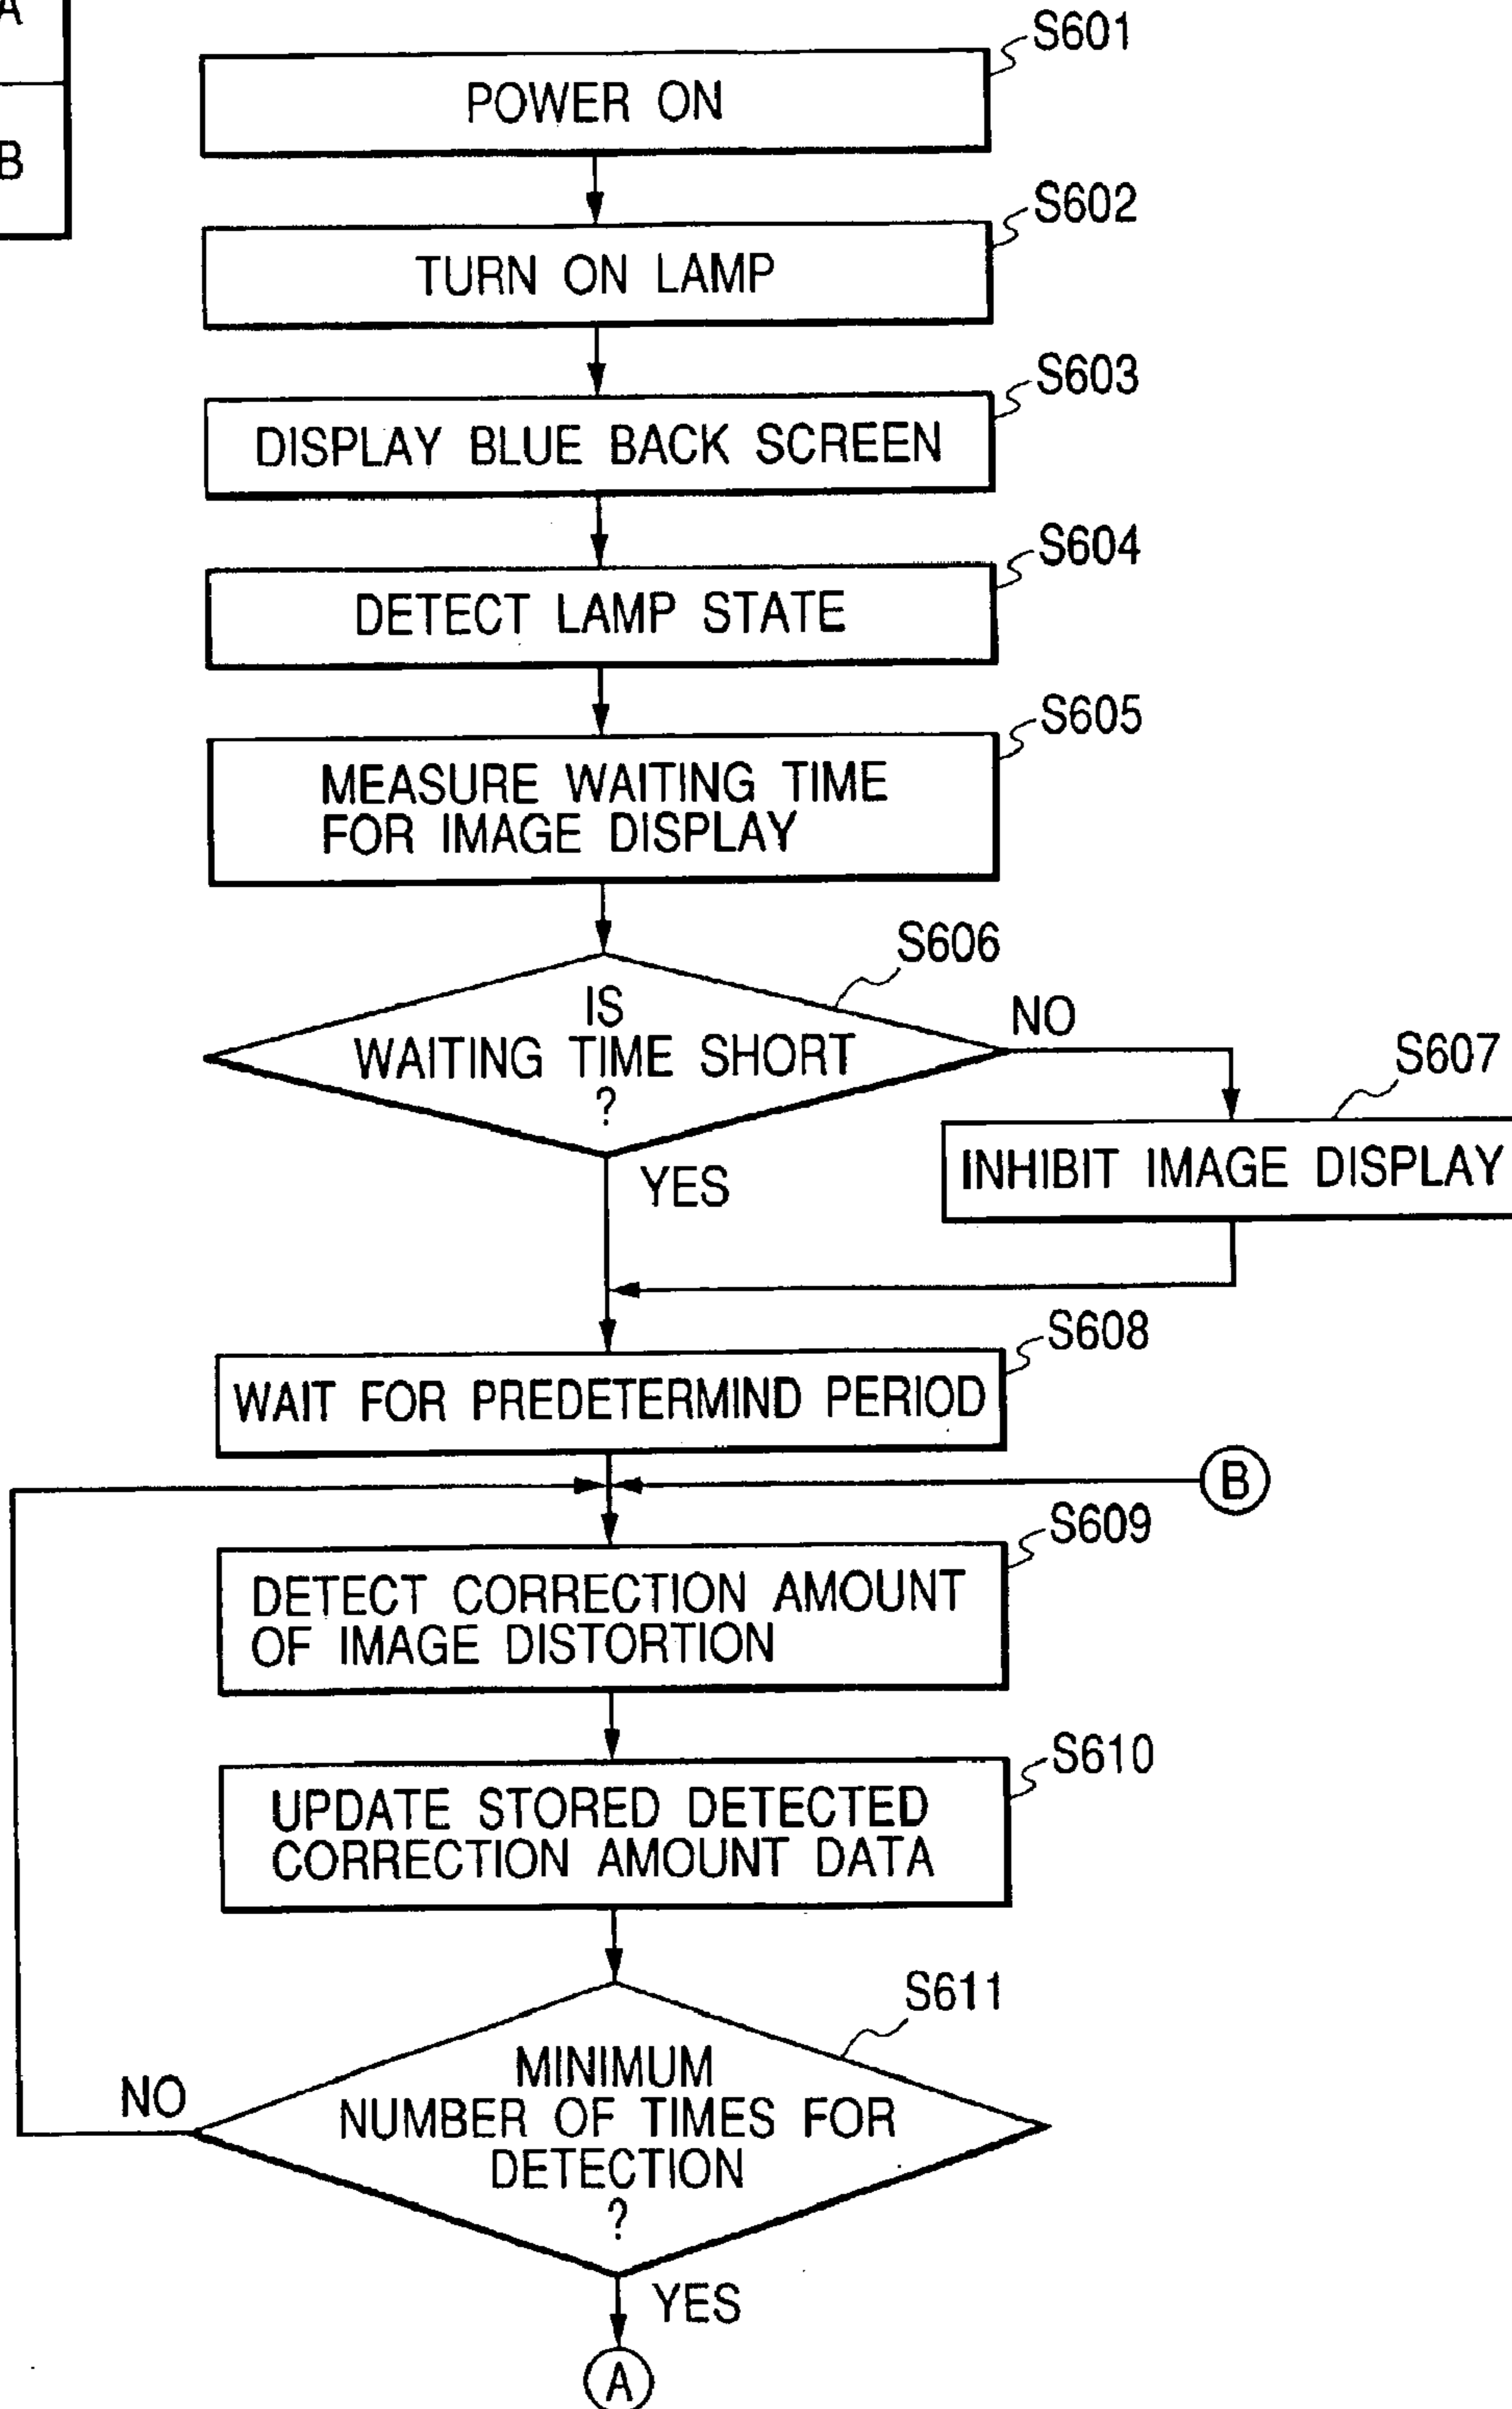 A
B
S601
POWER ON
S602
TURN ON LAMP
S603
DISPLAY BLUE BACK SCREEN
S604
DETECT LAMP STATE
S605
MEASURE WAITING TIME
FOR IMAGE DISPLAY
S606
IS
WAITING TIME SHORT
?
NO
YES
S607
INHIBIT IMAGE DISPLAY
S608
WAIT FOR PREDETERMIND PERIOD
B
S609
DETECT CORRECTION AMOUNT
OF IMAGE DISTORTION
S610
UPDATE STORED DETECTED
CORRECTION AMOUNT DATA
S611
MINIMUM
NUMBER OF TIMES FOR
DETECTION
?
NO
YES
A